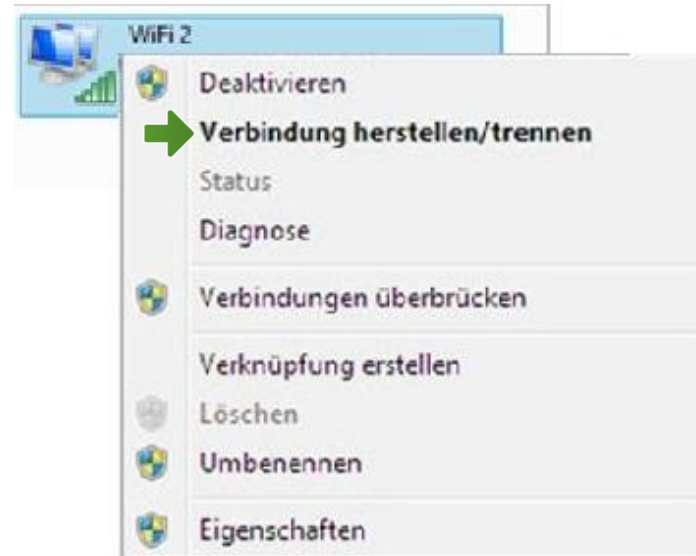 WiFi 2
Deaktivieren
Verbindung herstellen/trennen
Status
Diagnose
Verbindungen überbrücken
Verknüpfung erstellen
Löschen
Umbenennen
Eigenschaften